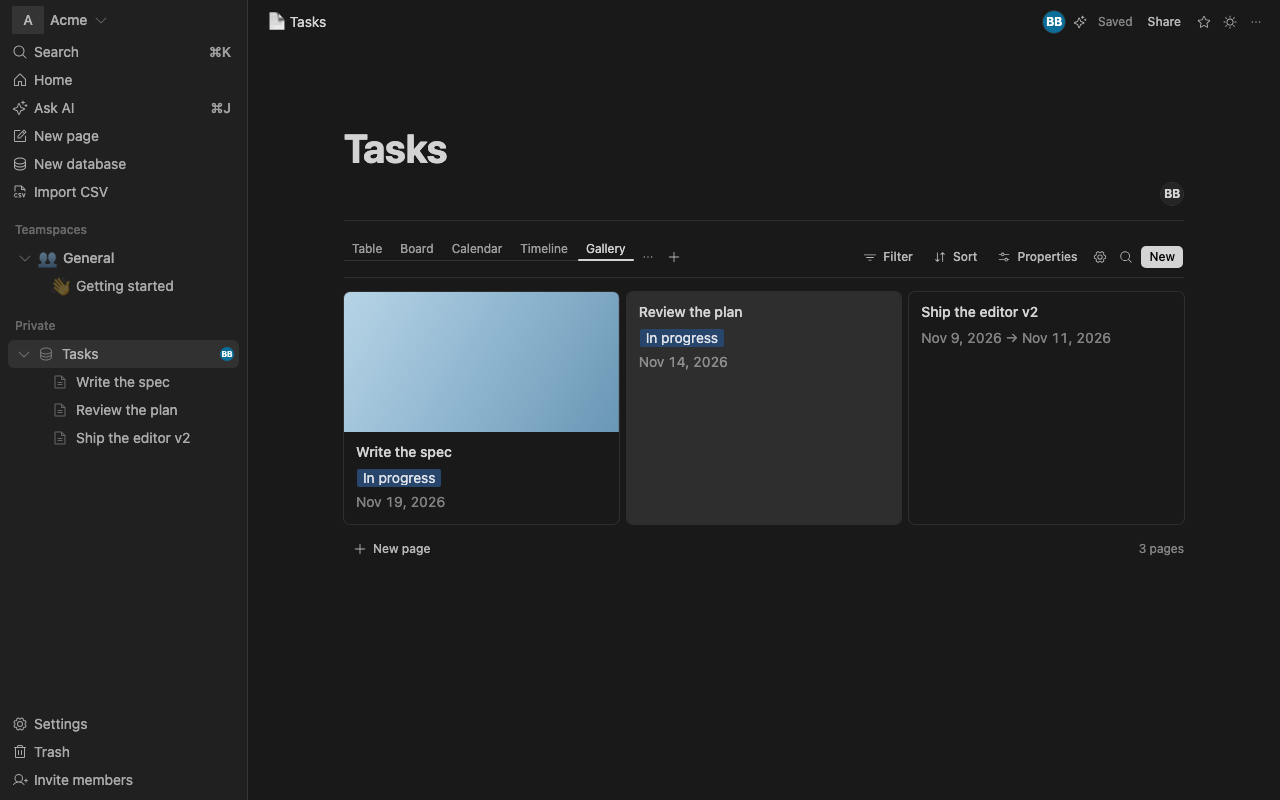 A Acme
Search ⌘K
Home
Ask AI ⌘J
New page
New database
CSV Import CSV
Teamspaces
General
Getting started
Private
Tasks BB
Write the spec
Review the plan
Ship the editor v2
Settings
Trash
Invite members
Tasks
BB Saved Share
Tasks
BB
Table Board Calendar Timeline Gallery
Filter Sort Properties New
Write the spec
In progress
Nov 19, 2026
Review the plan
In progress
Nov 14, 2026
Ship the editor v2
Nov 9, 2026 → Nov 11, 2026
New page
3 pages